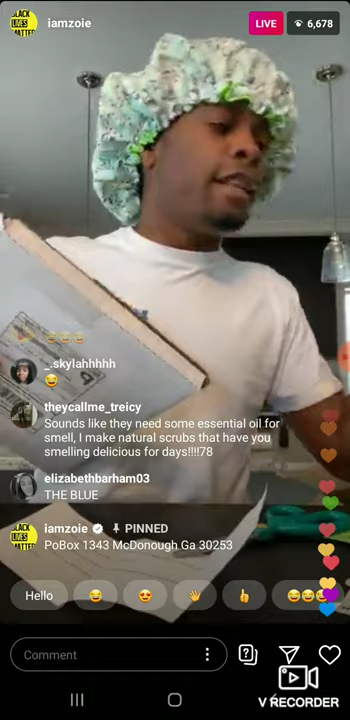 BLACK
LIVES
MATTER
iamzoie
LIVE
6,678
😂😂😂
_.skylahhhhh
😂
theycallme_treicy
Sounds like they need some essential oil for
smell, I make natural scrubs that have you
smelling delicious for days!!!!78
elizabethbarham03
THE BLUE
iamzoie PINNED
PoBox 1343 McDonough Ga 30253
Hello 😂 😍 👋 👍 😂😂😂
Comment
V RECORDER